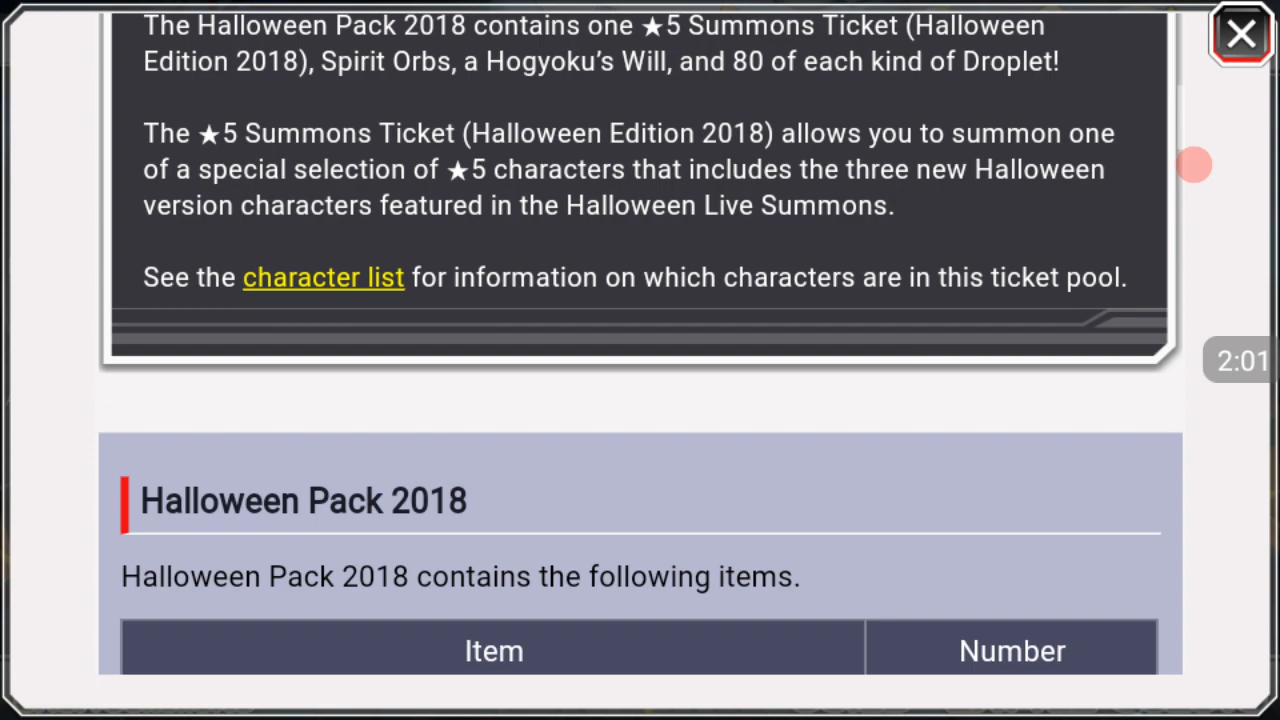 The Halloween Pack 2018 contains one ★5 Summons Ticket (Halloween
Edition 2018), Spirit Orbs, a Hogyoku’s Will, and 80 of each kind of Droplet!
The ★5 Summons Ticket (Halloween Edition 2018) allows you to summon one
of a special selection of ★5 characters that includes the three new Halloween
version characters featured in the Halloween Live Summons.
See the character list for information on which characters are in this ticket pool.
2:01
Halloween Pack 2018
Halloween Pack 2018 contains the following items.
Item Number